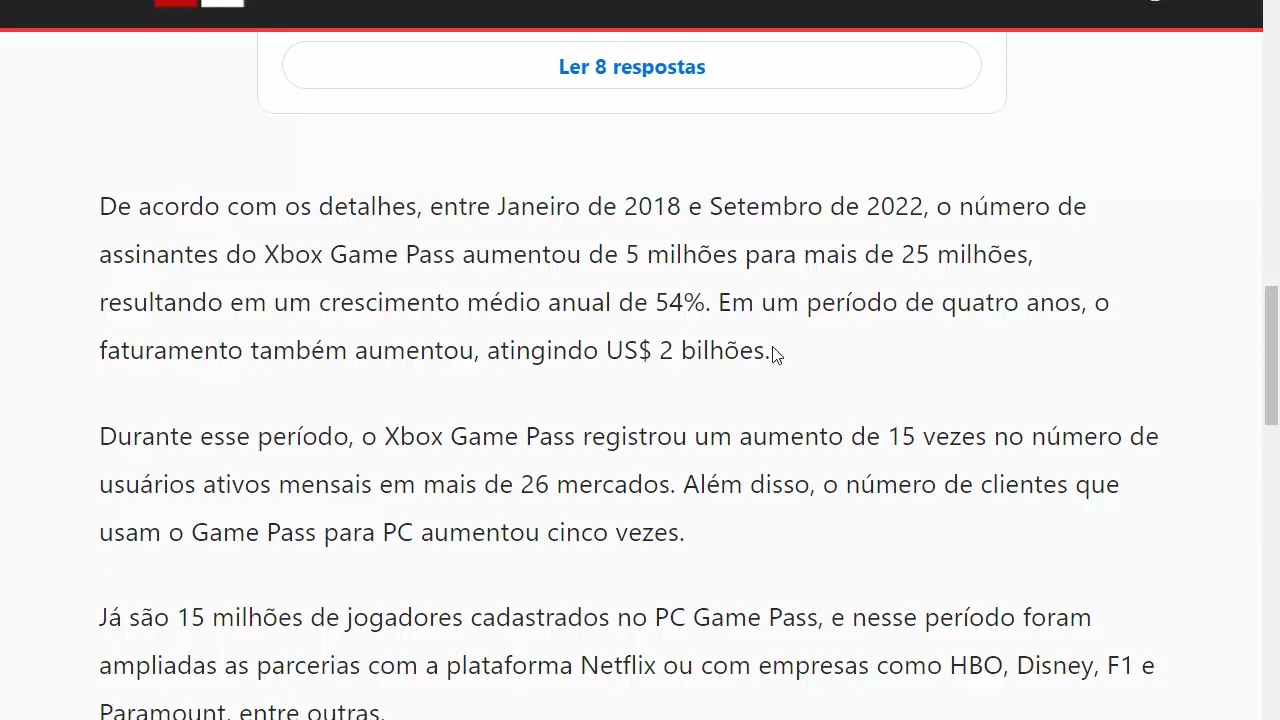 Ler 8 respostas
De acordo com os detalhes, entre Janeiro de 2018 e Setembro de 2022, o número de
assinantes do Xbox Game Pass aumentou de 5 milhões para mais de 25 milhões,
resultando em um crescimento médio anual de 54%. Em um período de quatro anos, o
faturamento também aumentou, atingindo US$ 2 bilhões.
Durante esse período, o Xbox Game Pass registrou um aumento de 15 vezes no número de
usuários ativos mensais em mais de 26 mercados. Além disso, o número de clientes que
usam o Game Pass para PC aumentou cinco vezes.
Já são 15 milhões de jogadores cadastrados no PC Game Pass, e nesse período foram
ampliadas as parcerias com a plataforma Netflix ou com empresas como HBO, Disney, F1 e
Paramount, entre outras.